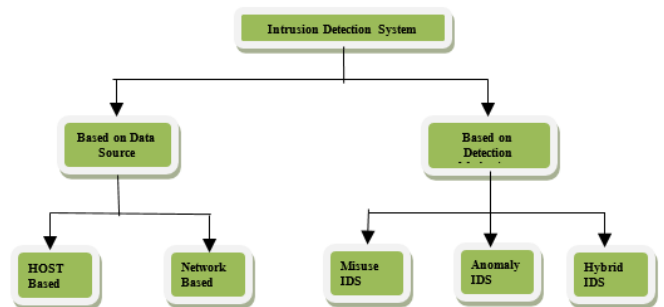 Intrusion Detection System
Based on Data
Source
Based on
Detection
HOST
Based
Network
Based
Misuse
IDS
Anomaly
IDS
Hybrid
IDS